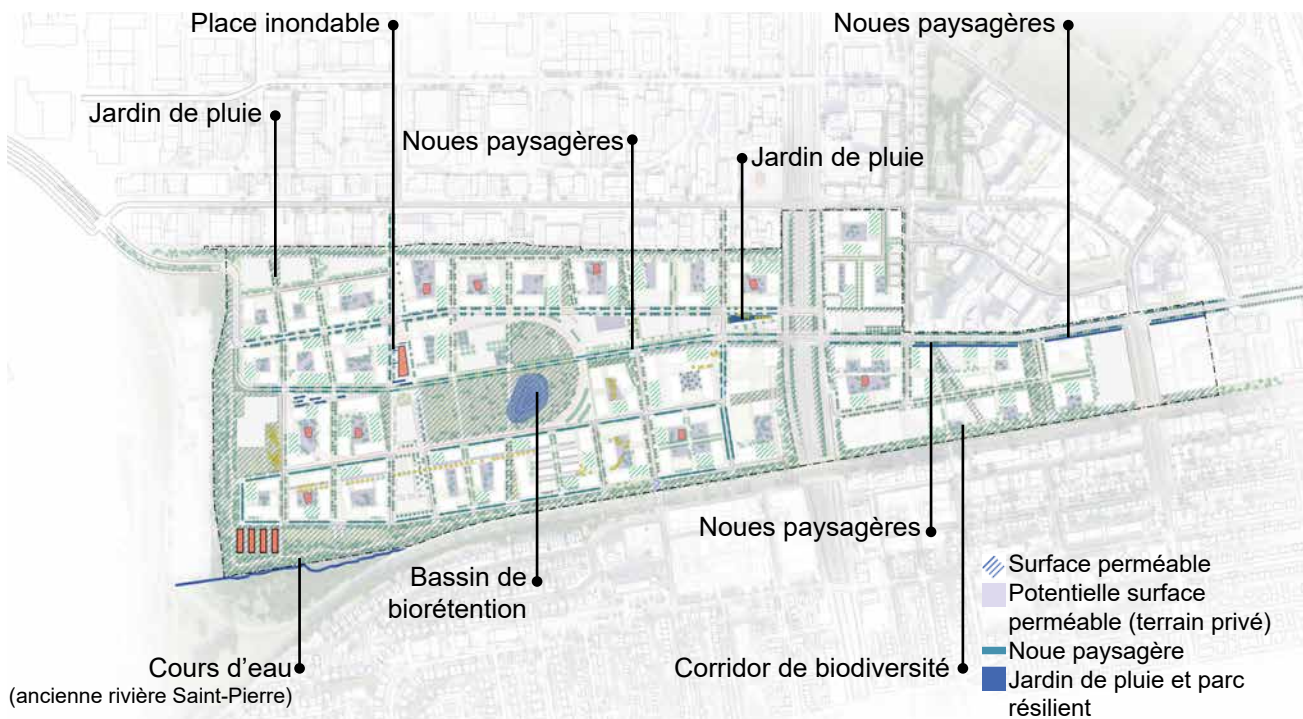 Place inondable
Noues paysagères
Jardin de pluie
Noues paysagères
Jardin de pluie
Noues paysagères
Bassin de
biorétention
Cours d'eau
(ancienne rivière Saint-Pierre)
Corridor de biodiversité
Surface perméable
Potentielle surface
perméable (terrain privé)
Noue paysagère
Jardin de pluie et parc
résilient